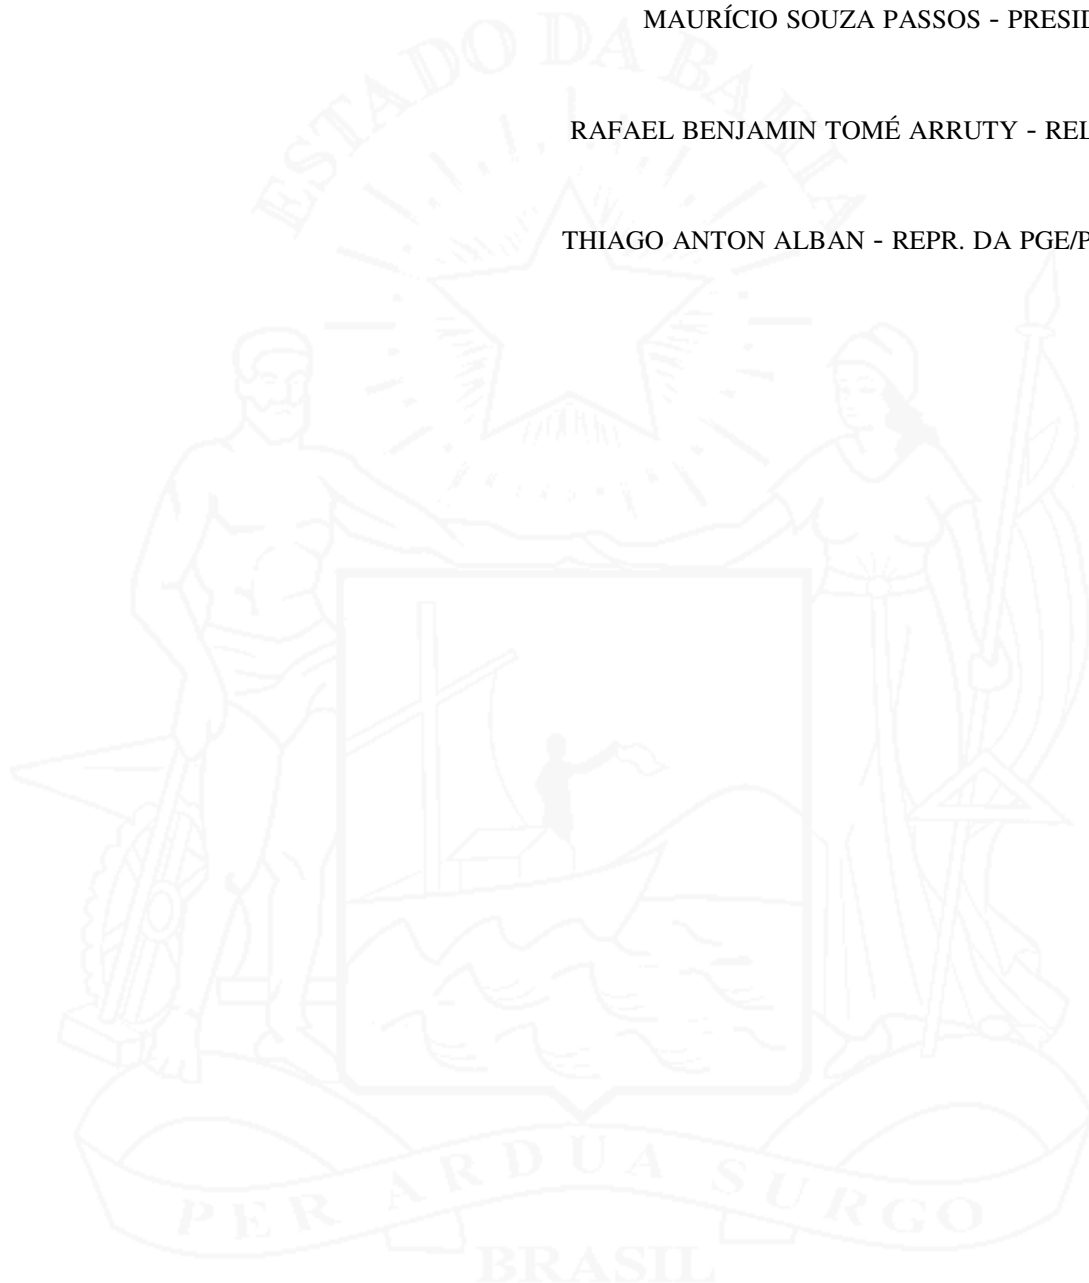 MAURÍCIO SOUZA PASSOS - PRESID
RAFAEL BENJAMIN TOMÉ ARRUTY - REL
THIAGO ANTON ALBAN - REPR. DA PGE/P
ESTADO DA BAHIA
PER ARDUA SURGO
BRASIL